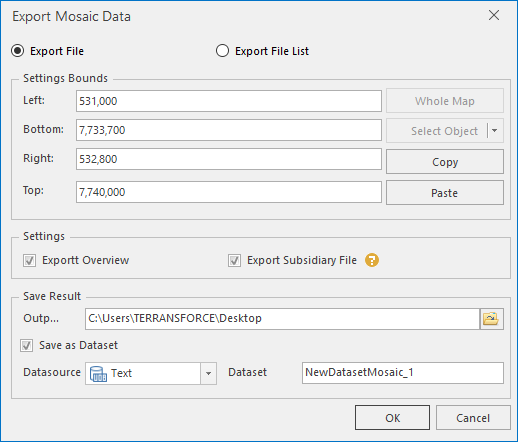 Export Mosaic Data
Export File Export File List
Settings Bounds
Left: 531,000 Whole Map
Bottom: 7,733,700 Select Object
Right: 532,800 Copy
Top: 7,740,000 Paste
Settings
Exportt Overview Export Subsidiary File ?
Save Result
Outp... C:\Users\TERRANSFORCE\Desktop
Save as Dataset
Datasource Text Dataset NewDatasetMosaic_1
OK Cancel